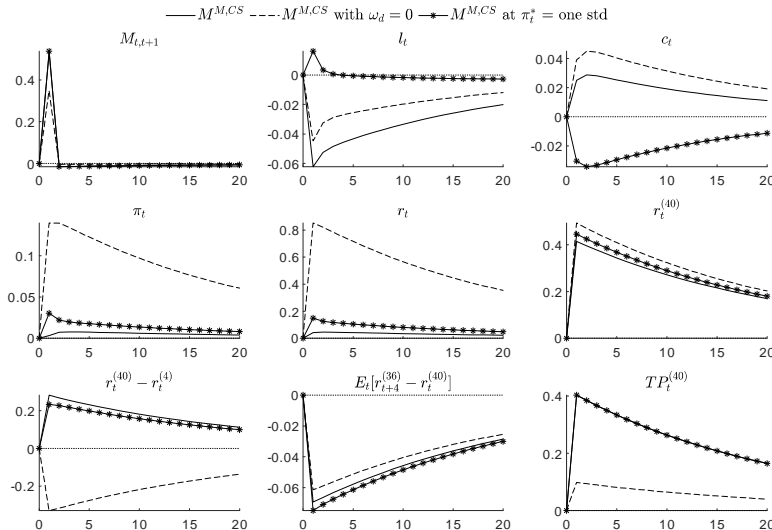 M^{M,CS} M^{M,CS} with ω_d = 0 M^{M,CS} at π_t^* = one std
M_{t,t+1} l_t c_t
0.4
0.2
0
0 5 10 15 20
0
-0.02
-0.04
-0.06
0 5 10 15 20
0.04
0.02
0
-0.02
0 5 10 15 20
π_t r_t r_t^{(40)}
0.1
0.05
0
0 5 10 15 20
0.8
0.6
0.4
0.2
0
0 5 10 15 20
0.4
0.2
0
0 5 10 15 20
r_t^{(40)} − r_t^{(4)} E_t[r_{t+4}^{(36)} − r_t^{(40)}] TP_t^{(40)}
0.2
0
-0.2
0 5 10 15 20
0
-0.02
-0.04
-0.06
0 5 10 15 20
0.4
0.3
0.2
0.1
0
0 5 10 15 20